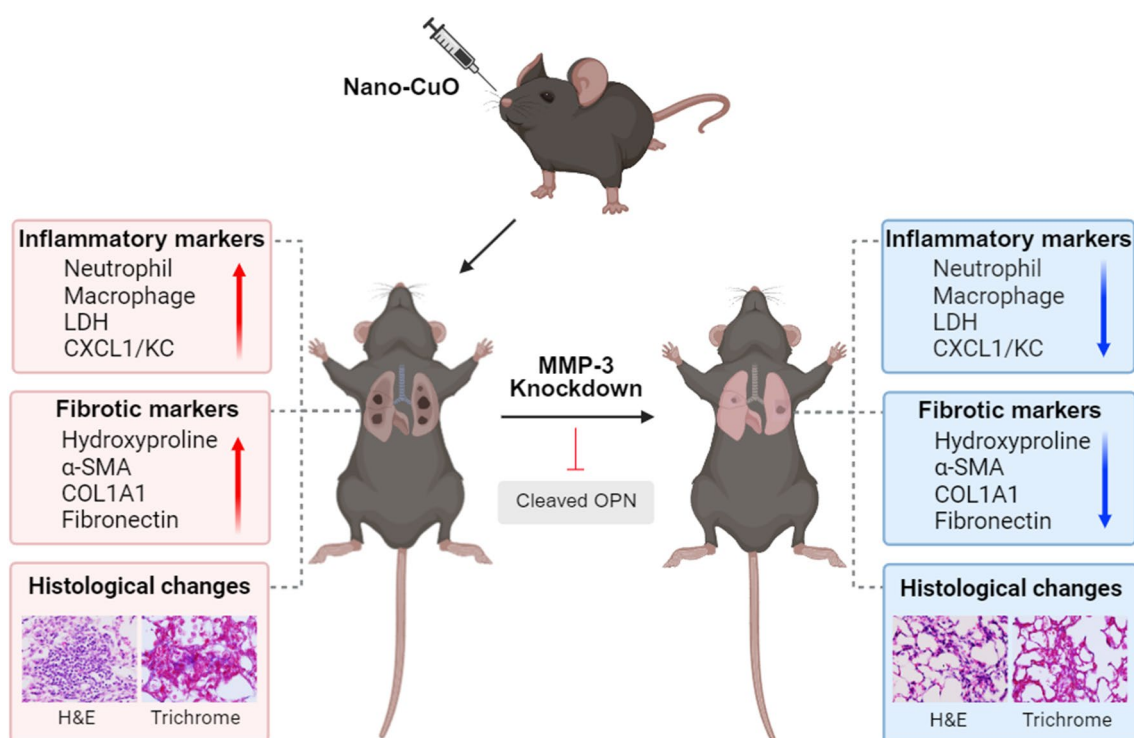 Nano-CuO
Inflammatory markers
Neutrophil
Macrophage
LDH
CXCL1/KC
Fibrotic markers
Hydroxyproline
α-SMA
COL1A1
Fibronectin
Histological changes
H&E Trichrome
MMP-3
Knockdown
Cleaved OPN
Inflammatory markers
Neutrophil
Macrophage
LDH
CXCL1/KC
Fibrotic markers
Hydroxyproline
α-SMA
COL1A1
Fibronectin
Histological changes
H&E Trichrome